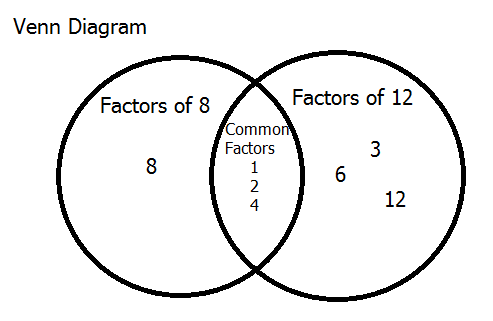 Venn Diagram
Factors of 8
Factors of 12
Common
Factors
8
1
2
4
3
6
12